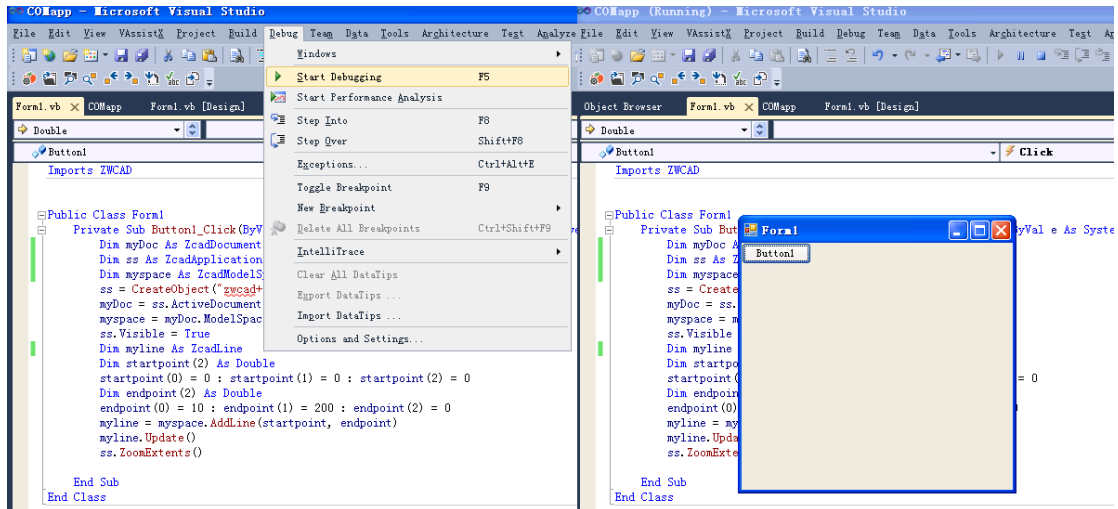 COMapp - Microsoft Visual Studio
File Edit View VAssistX Project Build Debug Team Data Tools Architecture Test Analyze
Windows
Start Debugging F5
Start Performance Analysis
Step Into F8
Step Over Shift+F8
Exceptions... Ctrl+Alt+E
Toggle Breakpoint F9
New Breakpoint
Delete All Breakpoints Ctrl+Shift+F9
IntelliTrace
Clear All DataTips
Export DataTips ...
Import DataTips ...
Options and Settings...
Form1.vb COMapp Form1.vb [Design]
Double
Button1
Imports ZWCAD
Public Class Form1
Private Sub Button1_Click(ByV
Dim myDoc As ZcadDocument
Dim ss As ZcadApplication
Dim myspace As ZcadModelS
ss = CreateObject("zwcad+
myDoc = ss.ActiveDocument
myspace = myDoc.ModelSpac
ss.Visible = True
Dim myline As ZcadLine
Dim startpoint(2) As Double
startpoint(0) = 0 : startpoint(1) = 0 : startpoint(2) = 0
Dim endpoint(2) As Double
endpoint(0) = 10 : endpoint(1) = 200 : endpoint(2) = 0
myline = myspace.AddLine(startpoint, endpoint)
myline.Update()
ss.ZoomExtents()
End Sub
End Class
COMapp (Running) - Microsoft Visual Studio
File Edit View VAssistX Project Build Debug Team Data Tools Architecture Test A
Object Browser Form1.vb COMapp Form1.vb [Design]
Double
Button1 Click
Imports ZWCAD
Public Class Form1
Private Sub But yVal e As Syste
Dim myDoc A
Dim ss As Z
Dim myspace
ss = Create
myDoc = ss.
myspace = m
ss.Visible
Dim myline
Dim startpo
startpoint( = 0
Dim endpoin
endpoint(0)
myline = my
myline.Upda
ss.ZoomExte
End Sub
End Class
Form1
Button1